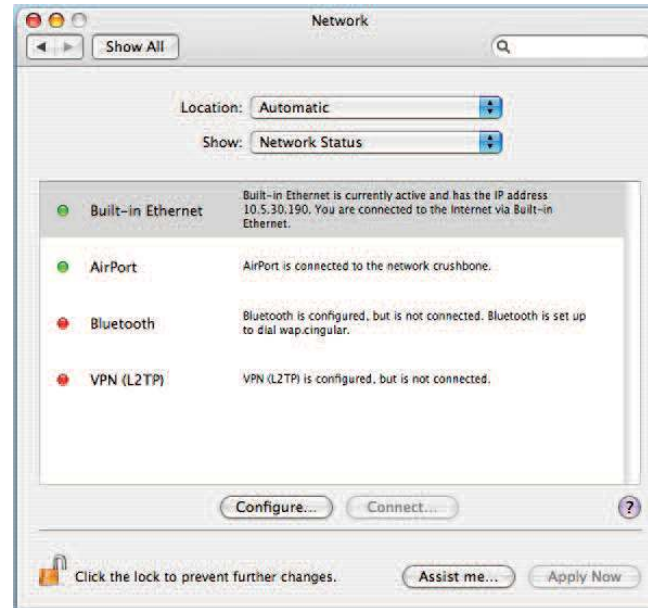 Network
Show All
Location: Automatic
Show: Network Status
Built-in Ethernet
Built-in Ethernet is currently active and has the IP address
10.5.30.190. You are connected to the Internet via Built-in
Ethernet.
AirPort
AirPort is connected to the network crushbone.
Bluetooth
Bluetooth is configured, but is not connected. Bluetooth is set up
to dial wap.cingular.
VPN (L2TP)
VPN (L2TP) is configured, but is not connected.
Configure... Connect... ?
Click the lock to prevent further changes. Assist me... Apply Now